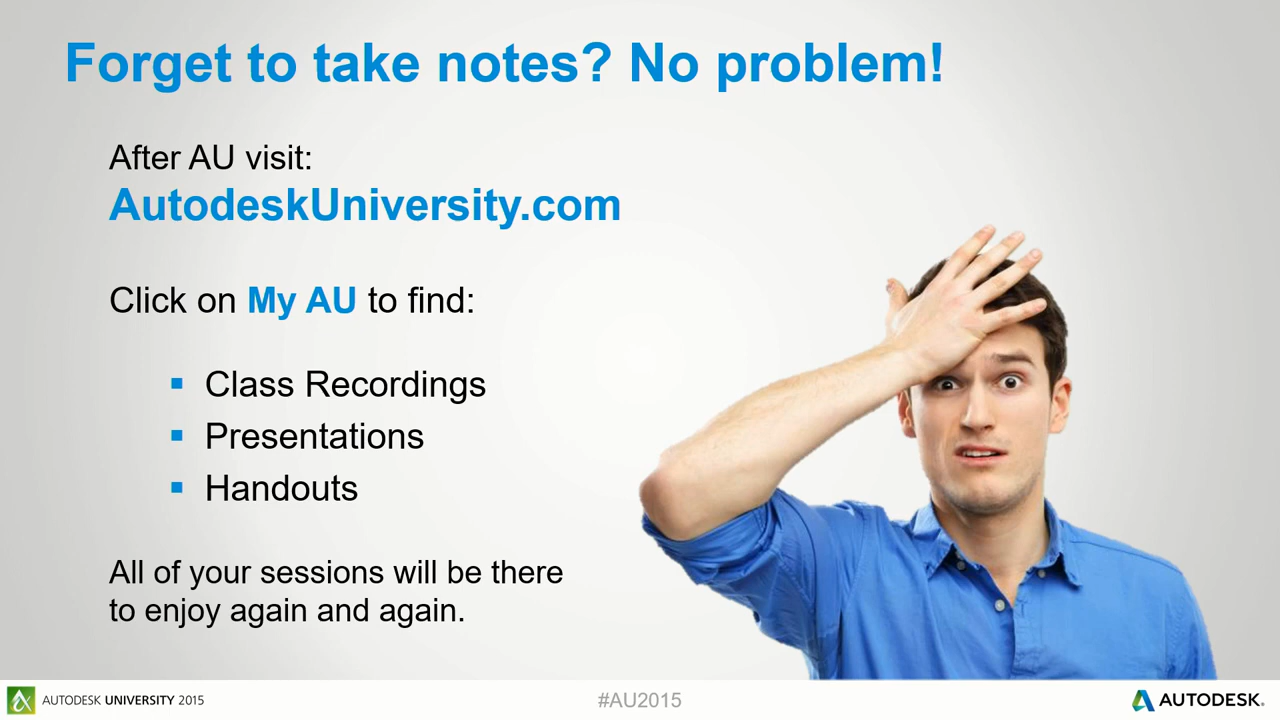 Forget to take notes? No problem!
After AU visit:
AutodeskUniversity.com
Click on My AU to find:
▪ Class Recordings
▪ Presentations
▪ Handouts
All of your sessions will be there
to enjoy again and again.
AUTODESK UNIVERSITY 2015
#AU2015
AUTODESK®